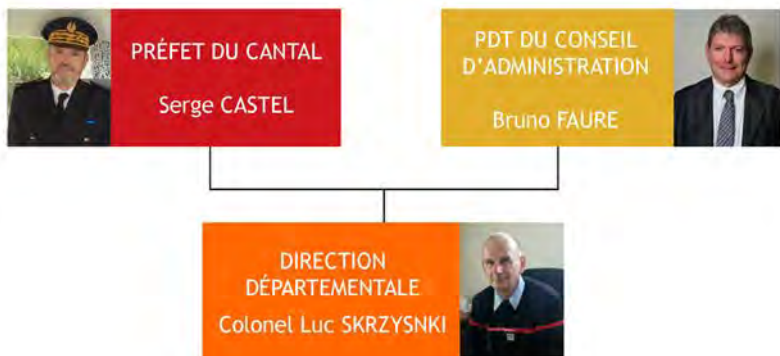 PRÉFET DU CANTAL
Serge CASTEL
PDT DU CONSEIL
D'ADMINISTRATION
Bruno FAURE
DIRECTION
DÉPARTEMENTALE
Colonel Luc SKRZYSNKI